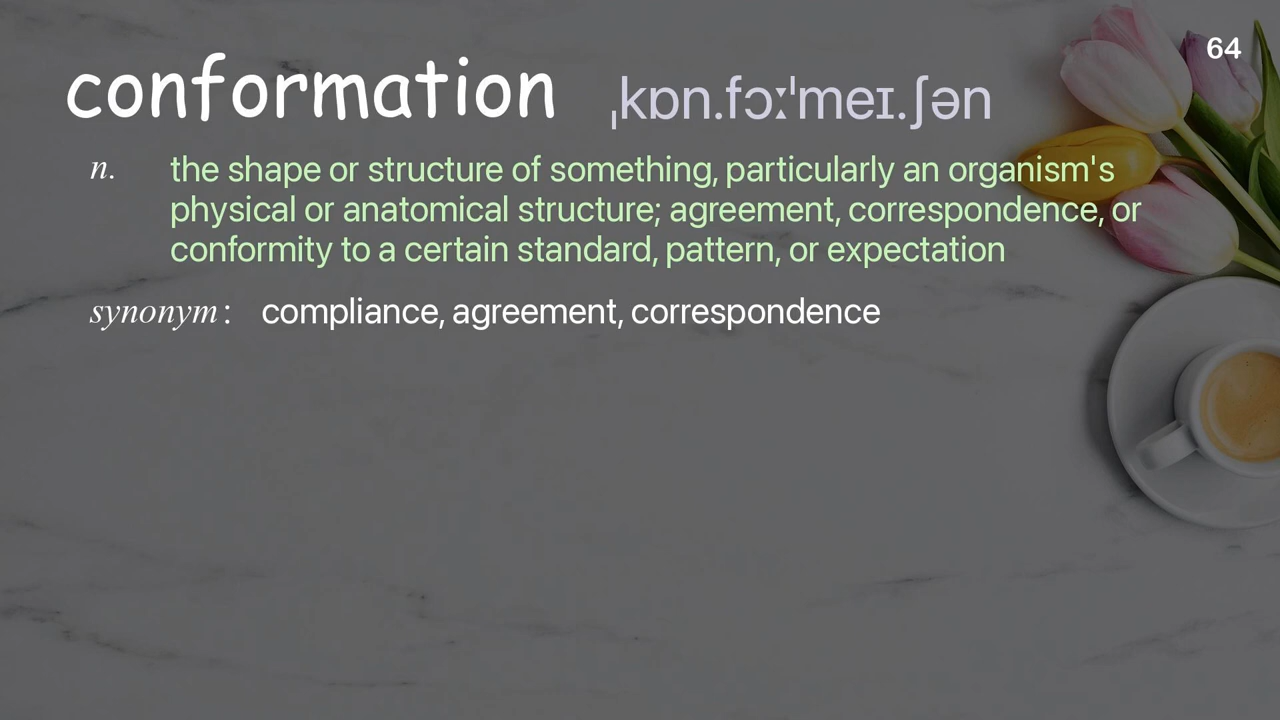 64
conformation ˌkɒn.fɔːˈmeɪ.ʃən
n. the shape or structure of something, particularly an organism's
physical or anatomical structure; agreement, correspondence, or
conformity to a certain standard, pattern, or expectation
synonym: compliance, agreement, correspondence